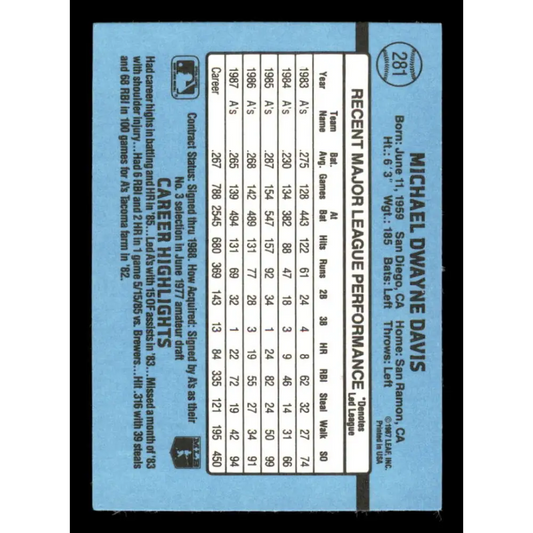 281
MICHAEL DWAYNE DAVIS
Born: June 11, 1959 San Diego, CA Home: San Ramon, CA
Ht.: 6' 3" Wgt.: 185 Bats: Left Throws: Left
©1987 LEAF, INC.
Printed in USA
RECENT MAJOR LEAGUE PERFORMANCE *Denotes Led League
Year Team Name Bat. Avg. Games At Bat Hits Runs 2B 3B HR RBI Steal Walk SO
1983 A's .275 128 443 122 61 24 4 8 62 32 27 74
1984 A's .230 134 382 88 47 18 3 9 46 14 31 66
1985 A's .287 154 547 157 92 34 1 24 82 24 50 99
1986 A's .268 142 489 131 77 28 3 19 55 27 34 91
1987 A's .265 139 494 131 69 32 1 22 72 19 42 94
Career .267 788 2545 680 369 143 13 84 335 121 195 450
Contract Status: Signed thru 1988. How Acquired: Signed by A's as their
No. 3 selection in June 1977 amateur draft
CAREER HIGHLIGHTS
Had career highs in batting and HR in '85... Led A's with 15 OF assists in '83... Missed a month of '83
with shoulder injury... Had 6 RBI and 2 HR in 1 game 5/15/85 vs. Brewers... Hit .316 with 39 steals
and 68 RBI in 100 games for A's Tacoma farm in '82.